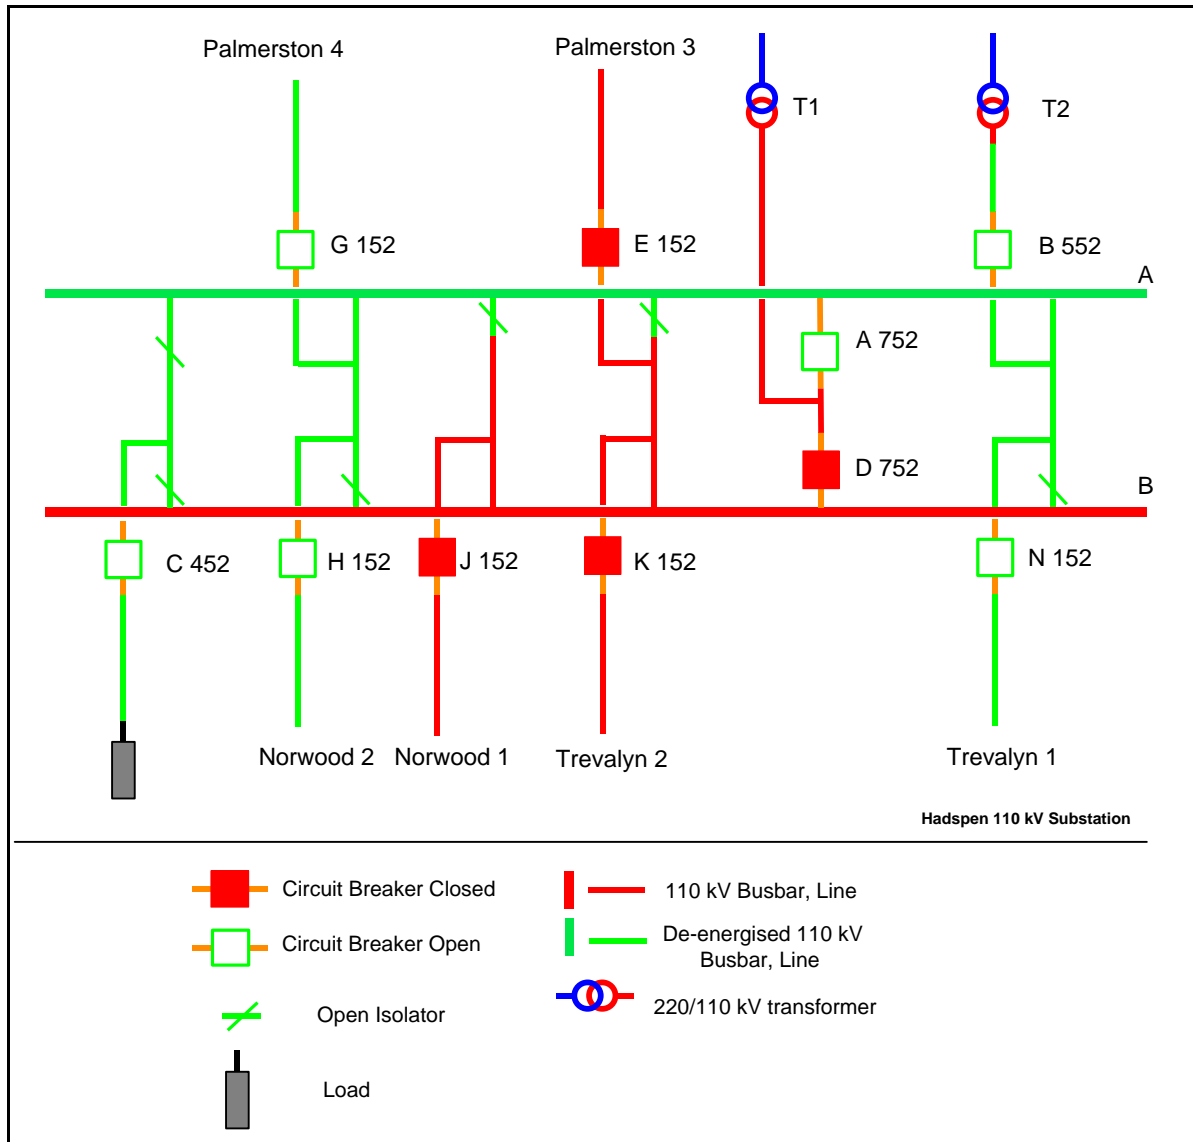 Palmerston 4
Palmerston 3
T1
T2
G 152
E 152
B 552
A
A 752
D 752
B
C 452
H 152
J 152
K 152
N 152
Norwood 2
Norwood 1
Trevalyn 2
Trevalyn 1
Hadspen 110 kV Substation
Circuit Breaker Closed
110 kV Busbar, Line
Circuit Breaker Open
De-energised 110 kV
Busbar, Line
Open Isolator
220/110 kV transformer
Load